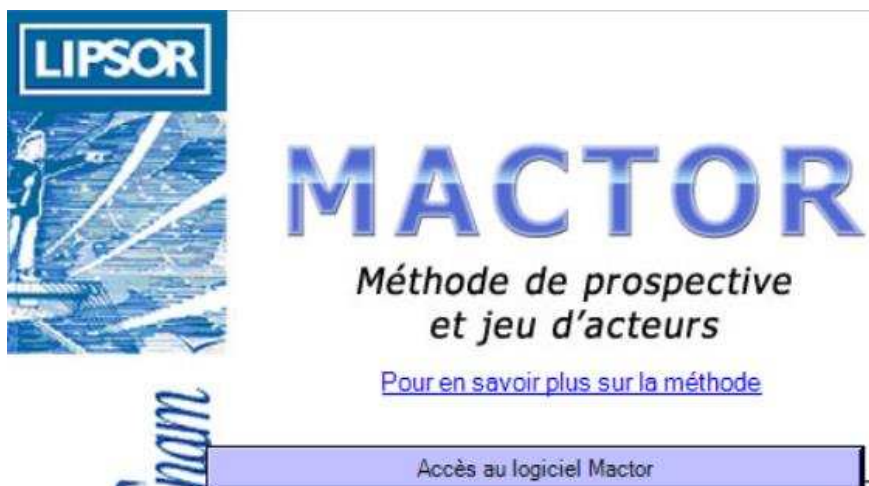 LIPSOR
MACTOR
Méthode de prospective
et jeu d'acteurs
Pour en savoir plus sur la méthode
Accès au logiciel Mactor